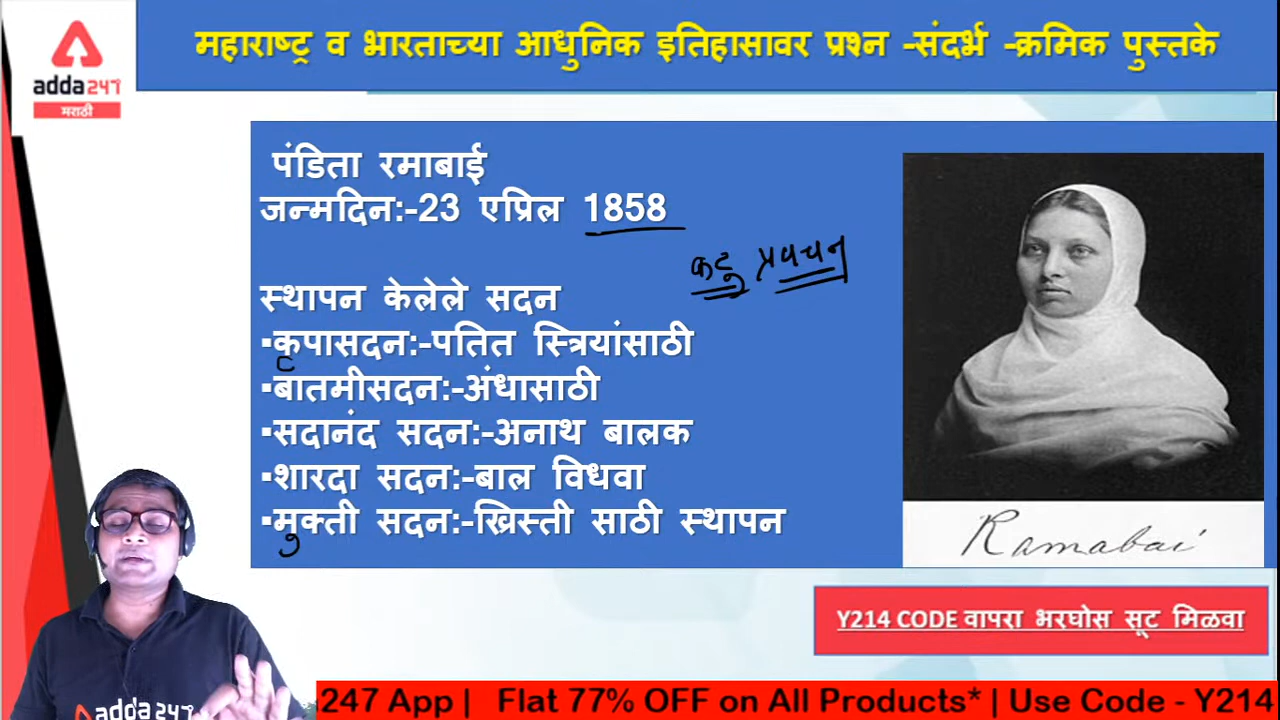 महाराष्ट्र व भारताच्या आधुनिक इतिहासावर प्रश्न -संदर्भ -क्रमिक पुस्तके
adda247
मराठी
पंडिता रमाबाई
जन्मदिन:-23 एप्रिल 1858
कटु प्रवचन
स्थापन केलेले सदन
▪कृपासदन:-पतित स्त्रियांसाठी
▪बातमीसदन:-अंधासाठी
▪सदानंद सदन:-अनाथ बालक
▪शारदा सदन:-बाल विधवा
▪मुक्ती सदन:-ख्रिस्ती साठी स्थापन
Ramabai
Y214 CODE वापरा भरघोस सूट मिळवा
adda247
247 App | Flat 77% OFF on All Products* | Use Code - Y214